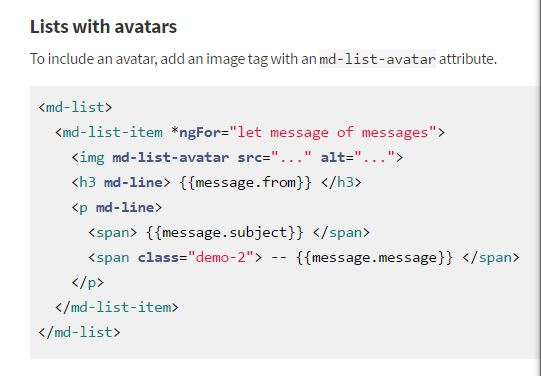 Lists with avatars
To include an avatar, add an image tag with an md-list-avatar attribute.
<md-list>
  <md-list-item *ngFor="let message of messages">
    <img md-list-avatar src="..." alt="...">
    <h3 md-line> {{message.from}} </h3>
    <p md-line>
      <span> {{message.subject}} </span>
      <span class="demo-2"> -- {{message.message}} </span>
    </p>
  </md-list-item>
</md-list>